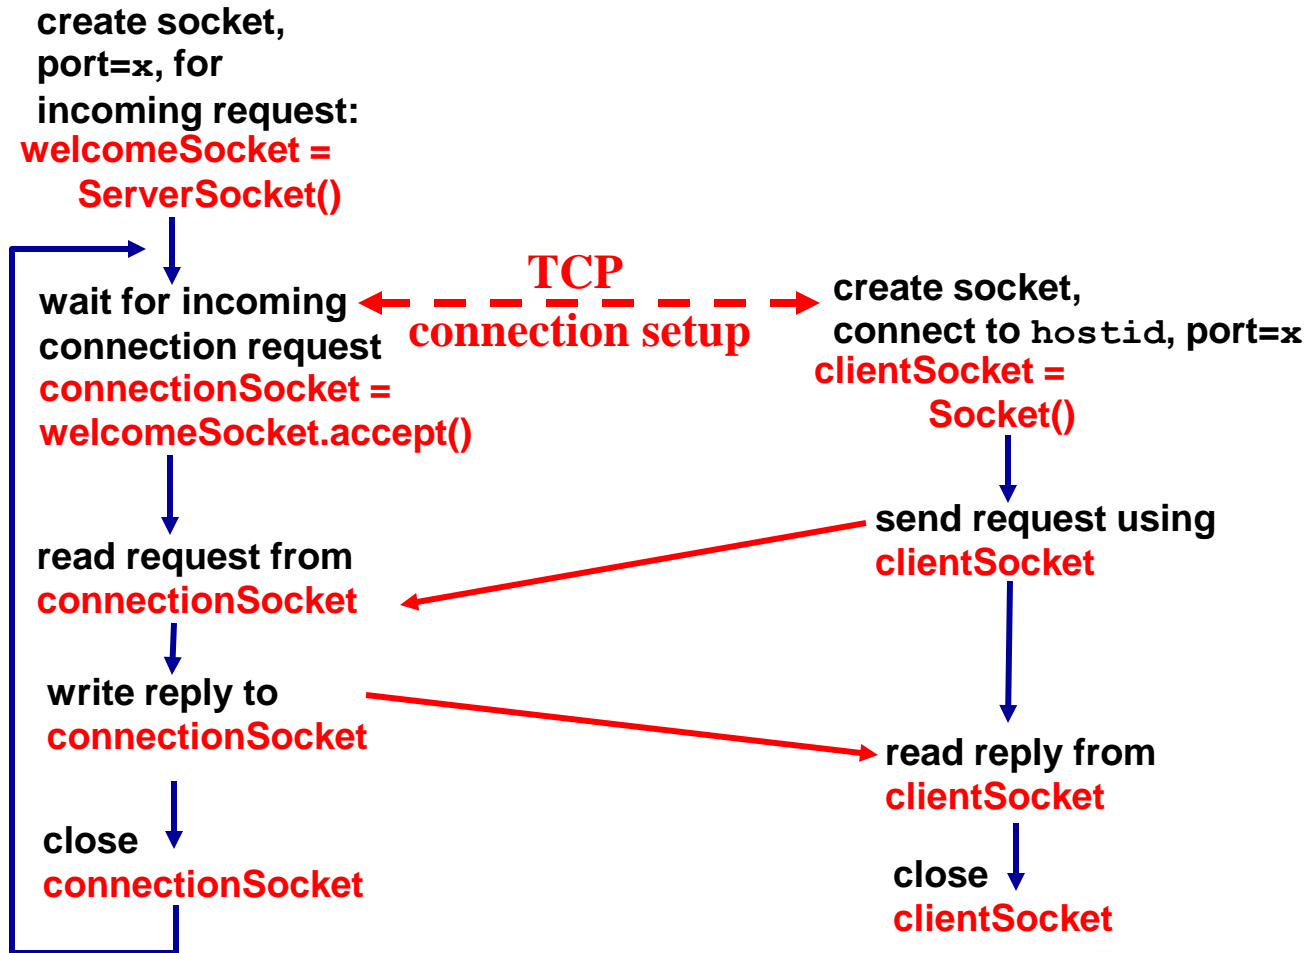 create socket,
port=x, for
incoming request:
welcomeSocket =
ServerSocket()
wait for incoming
connection request
connectionSocket =
welcomeSocket.accept()
TCP
connection setup
create socket,
connect to hostid, port=x
clientSocket =
Socket()
read request from
connectionSocket
send request using
clientSocket
write reply to
connectionSocket
read reply from
clientSocket
close
connectionSocket
close
clientSocket